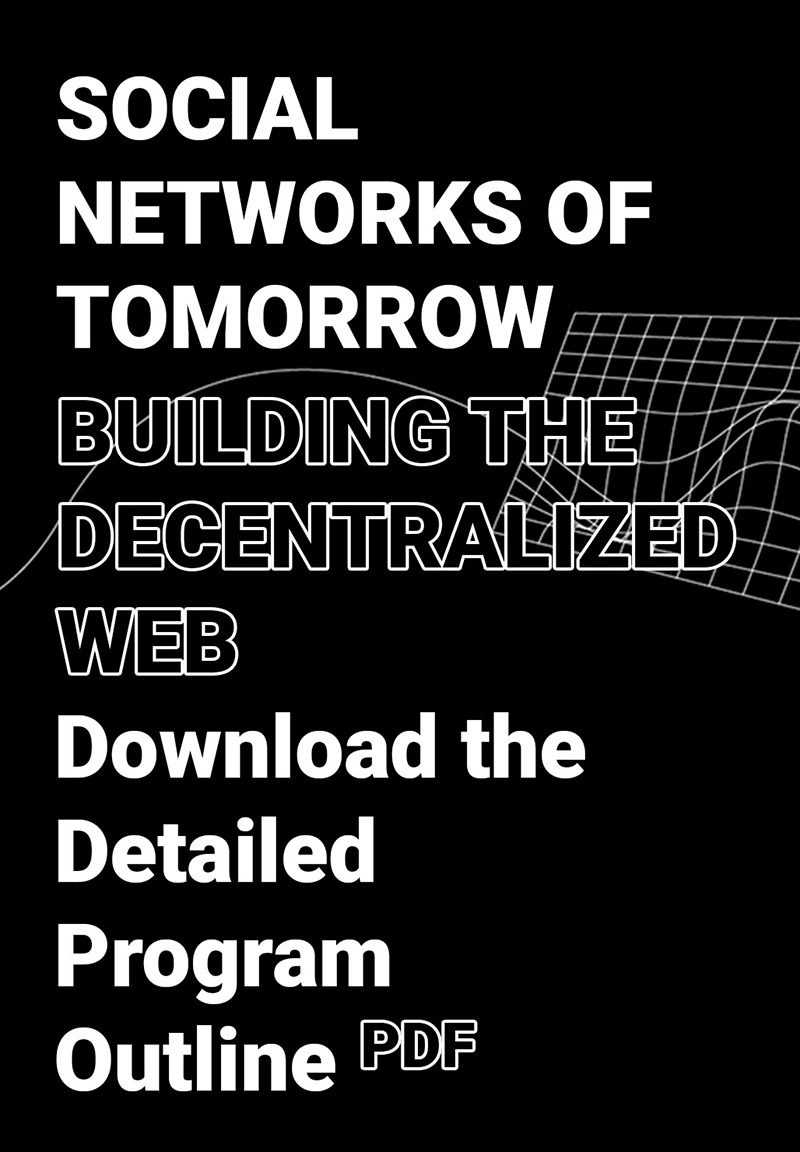 SOCIAL
NETWORKS OF
TOMORROW
BUILDING THE
DECENTRALIZED
WEB
Download the
Detailed
Program
Outline PDF